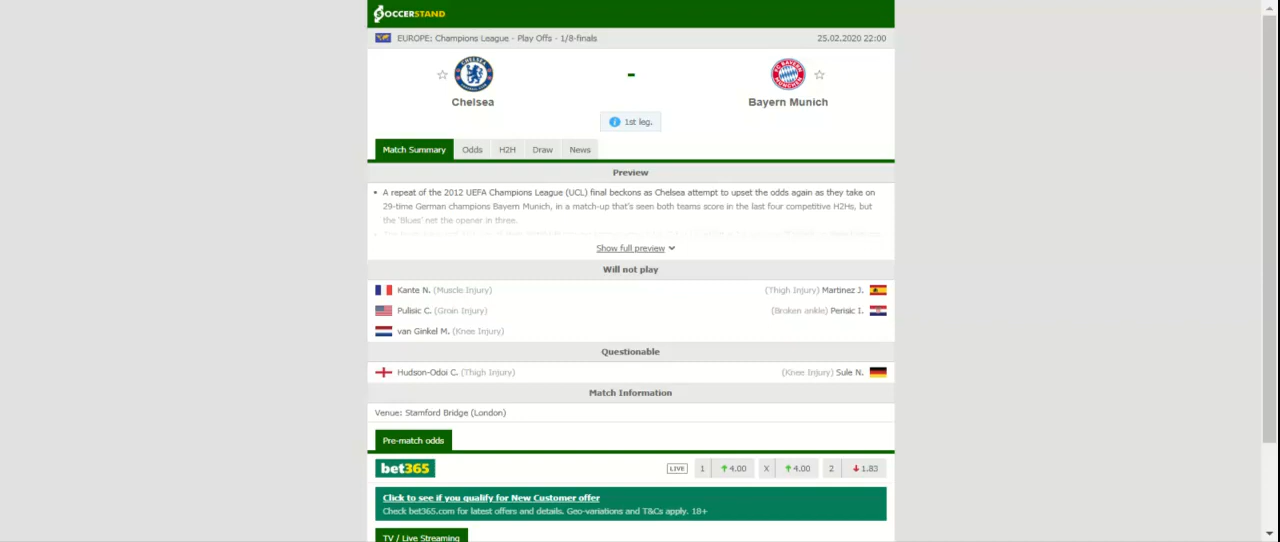 SOCCERSTAND
EUROPE: Champions League - Play Offs - 1/8-finals 25.02.2020 22:00
-
Chelsea Bayern Munich
1st leg.
Match Summary Odds H2H Draw News
Preview
• A repeat of the 2012 UEFA Champions League (UCL) final beckons as Chelsea attempt to upset the odds again as they take on
29-time German champions Bayern Munich, in a match-up that's seen both teams score in the last four competitive H2Hs, but
the 'Blues' net the opener in three.
Show full preview
Will not play
Kante N. (Muscle Injury) (Thigh Injury) Martinez J.
Pulisic C. (Groin Injury) (Broken ankle) Perisic I.
van Ginkel M. (Knee Injury)
Questionable
Hudson-Odoi C. (Thigh Injury) (Knee Injury) Sule N.
Match Information
Venue: Stamford Bridge (London)
Pre-match odds
bet365 LIVE 1 4.00 X 4.00 2 1.83
Click to see if you qualify for New Customer offer
Check bet365.com for latest offers and details. Geo-variations and T&Cs apply. 18+
TV / Live Streaming